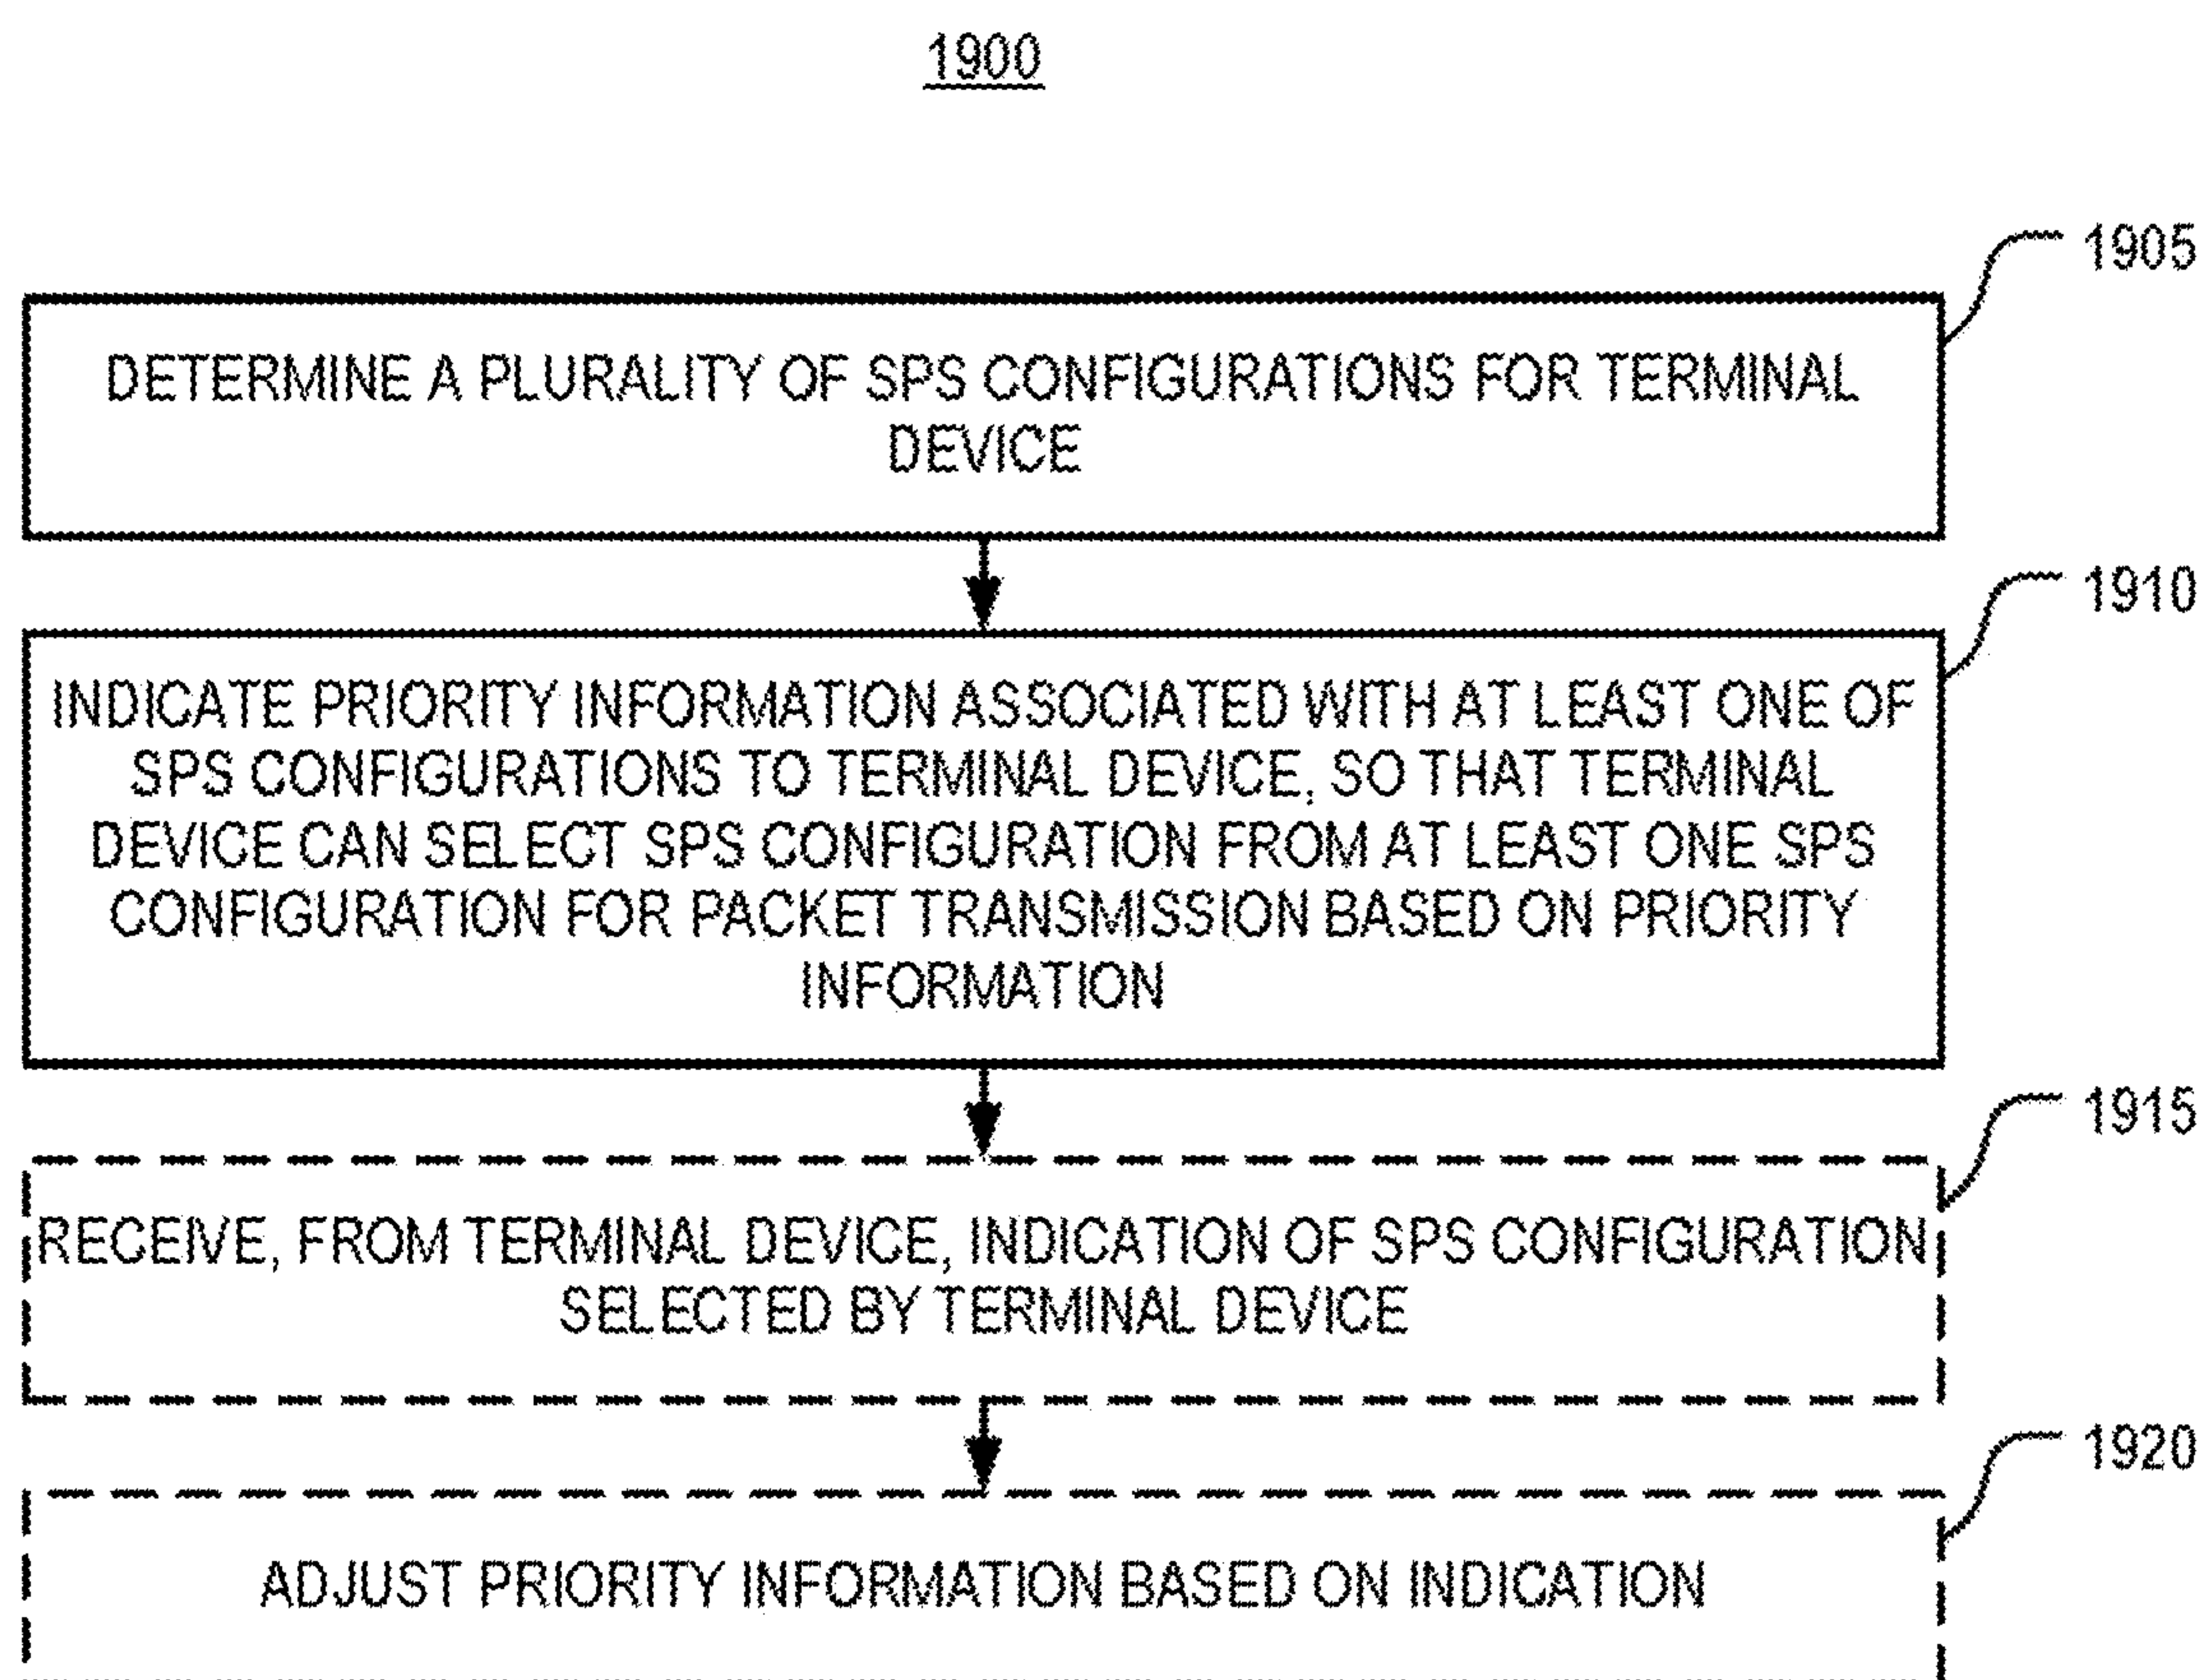 1900
1905
DETERMINE A PLURALITY OF SPS CONFIGURATIONS FOR TERMINAL
DEVICE
1910
INDICATE PRIORITY INFORMATION ASSOCIATED WITH AT LEAST ONE OF
SPS CONFIGURATIONS TO TERMINAL DEVICE, SO THAT TERMINAL
DEVICE CAN SELECT SPS CONFIGURATION FROM AT LEAST ONE SPS
CONFIGURATION FOR PACKET TRANSMISSION BASED ON PRIORITY
INFORMATION
1915
RECEIVE, FROM TERMINAL DEVICE, INDICATION OF SPS CONFIGURATION
SELECTED BY TERMINAL DEVICE
1920
ADJUST PRIORITY INFORMATION BASED ON INDICATION